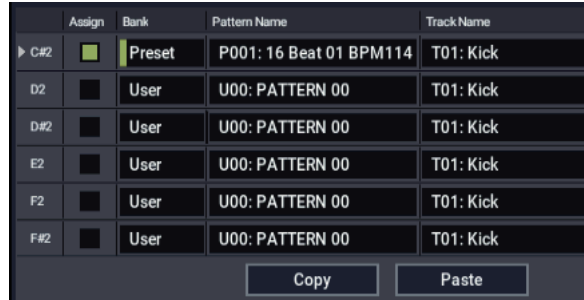 Assign Bank Pattern Name Track Name
C#2 Preset P001: 16 Beat 01 BPM114 T01: Kick
D2 User U00: PATTERN 00 T01: Kick
D#2 User U00: PATTERN 00 T01: Kick
E2 User U00: PATTERN 00 T01: Kick
F2 User U00: PATTERN 00 T01: Kick
F#2 User U00: PATTERN 00 T01: Kick
Copy Paste